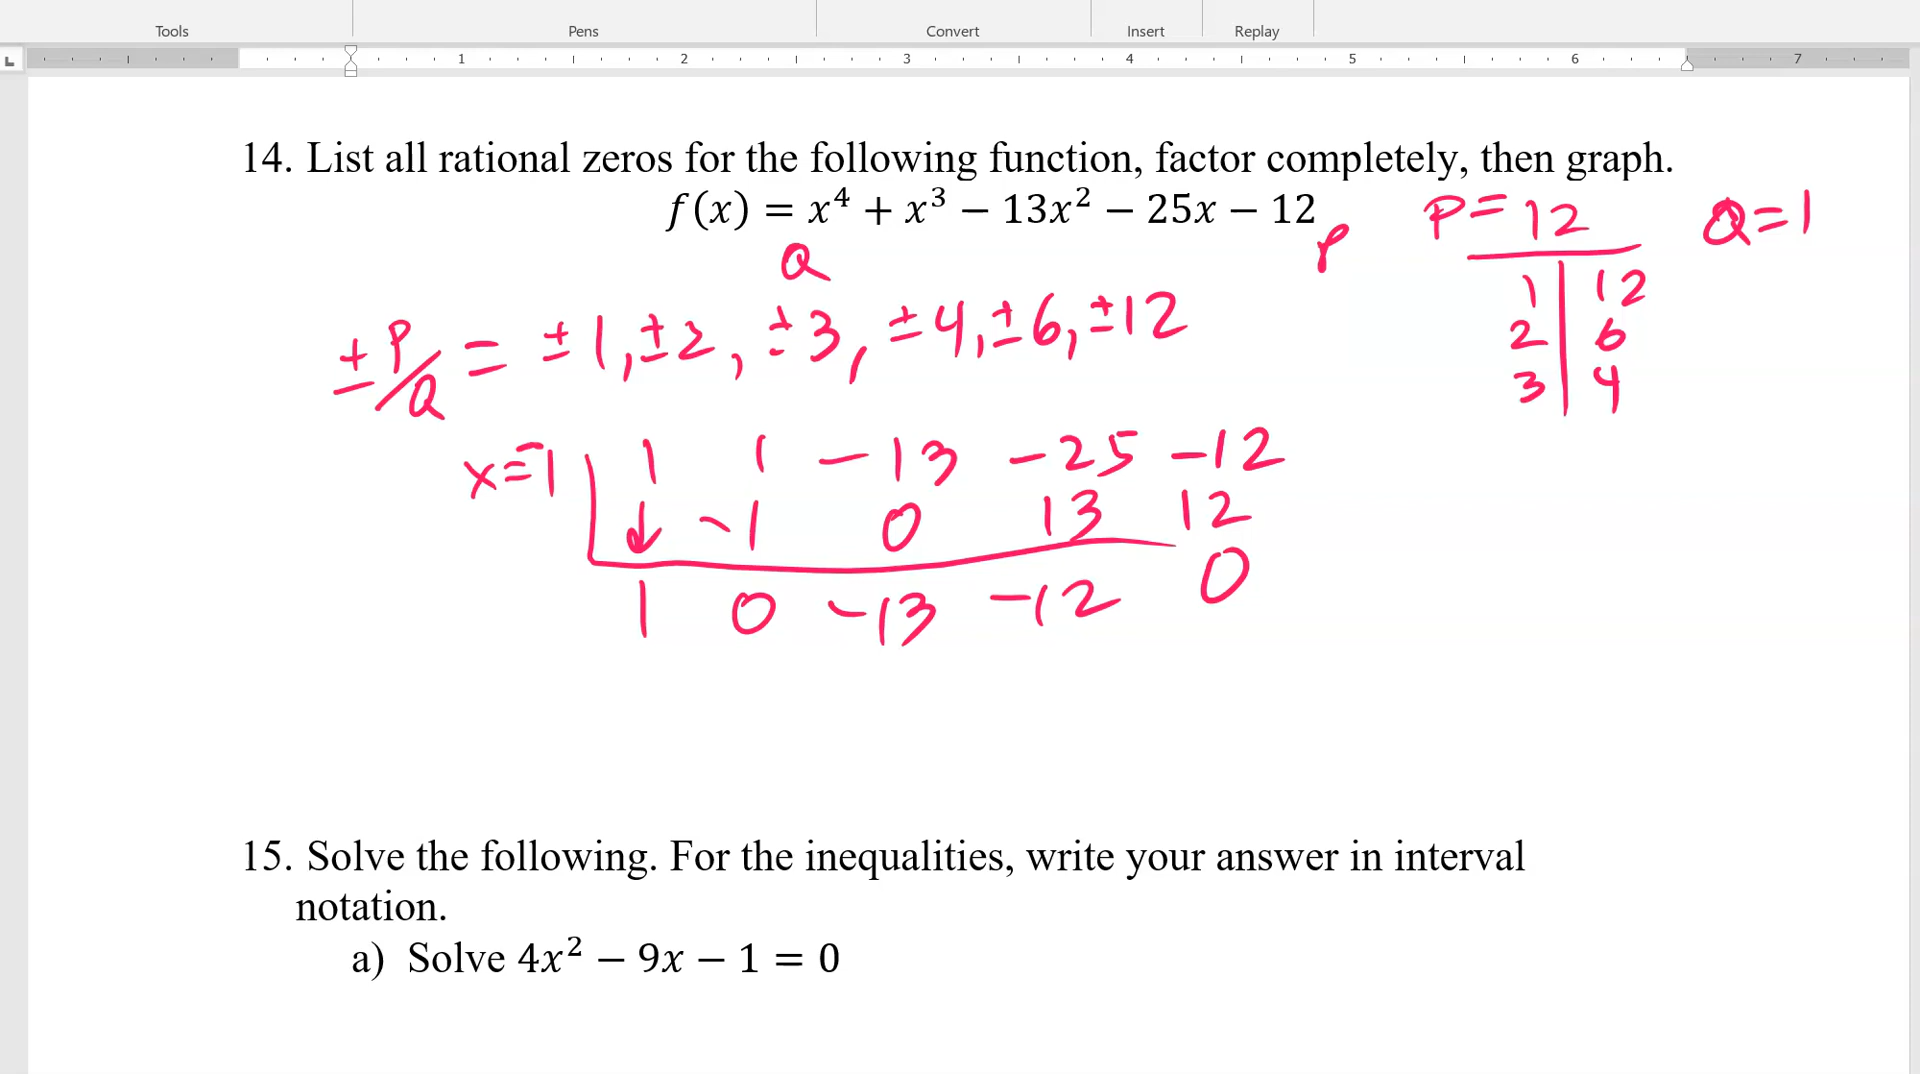 Tools Pens Convert Insert Replay
1 2 3 4 5 6 7
14. List all rational zeros for the following function, factor completely, then graph.
f(x) = x⁴ + x³ − 13x² − 25x − 12
P = 12 Q = 1
Q P
1 | 12
2 | 6
3 | 4
± P/Q = ±1, ±2, ±3, ±4, ±6, ±12
x = -1 | 1 1 -13 -25 -12
↓ -1 0 13 12
1 0 -13 -12 0
15. Solve the following. For the inequalities, write your answer in interval
notation.
a) Solve 4x² − 9x − 1 = 0